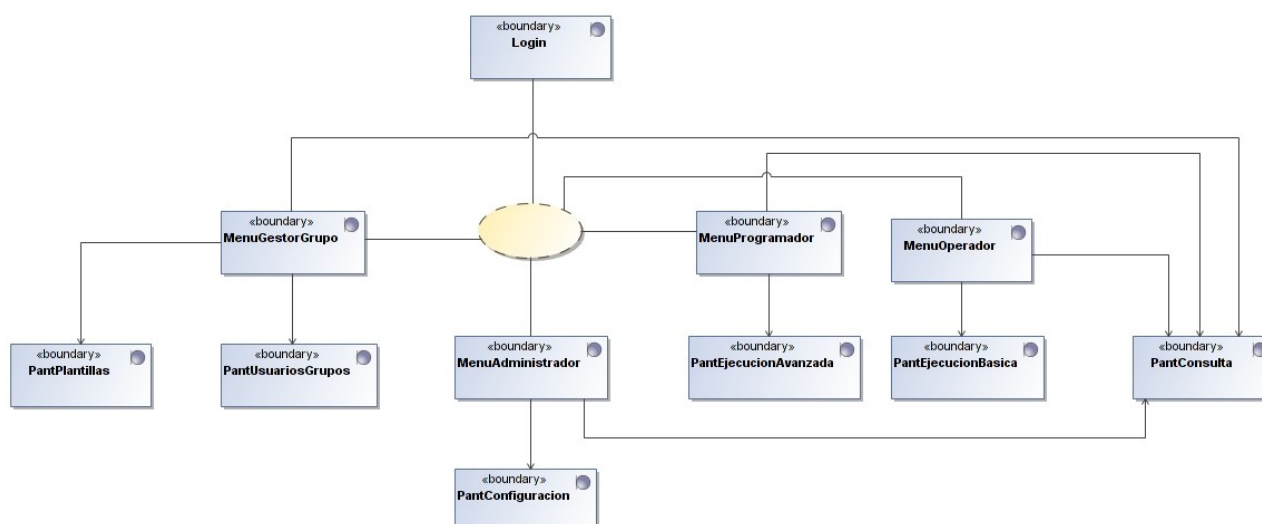 «boundary»
Login
«boundary»
MenuGestorGrupo
«boundary»
MenuProgramador
«boundary»
MenuOperador
«boundary»
PantPlantillas
«boundary»
PantUsuariosGrupos
«boundary»
MenuAdministrador
«boundary»
PantEjecucionAvanzada
«boundary»
PantEjecucionBasica
«boundary»
PantConsulta
«boundary»
PantConfiguracion